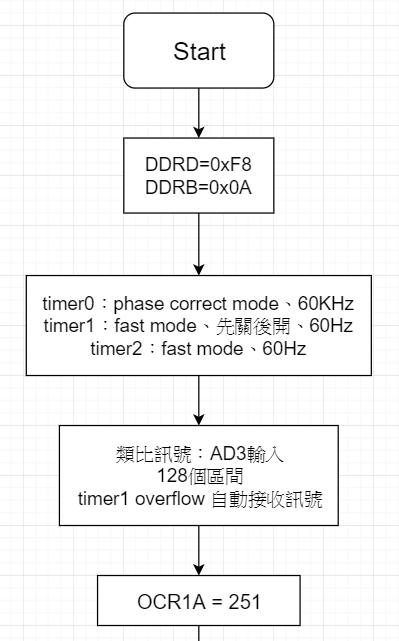 Start
DDRD=0xF8
DDRB=0x0A
timer0：phase correct mode、60KHz
timer1：fast mode、先關後開、60Hz
timer2：fast mode、60Hz
類比訊號：AD3輸入
128個區間
timer1 overflow 自動接收訊號
OCR1A = 251